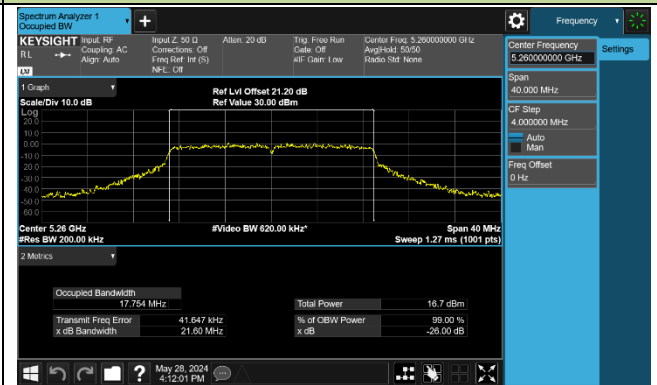 Spectrum Analyzer 1
Occupied BW
Frequency
KEYSIGHT
Input: RF
Coupling: AC
Align: Auto
Input Z: 50 Ω
Corrections: Off
Freq Ref: Int (S)
NFE: Off
Atten: 20 dB
Trig: Free Run
Gate: Off
#IF Gain: Low
Center Freq: 5.260000000 GHz
Avg|Hold: 50/50
Radio Std: None
RL
LXI
Center Frequency
5.260000000 GHz
Settings
Span
40.000 MHz
CF Step
4.000000 MHz
Auto
Man
Freq Offset
0 Hz
1 Graph
Scale/Div 10.0 dB
Ref Lvl Offset 21.20 dB
Ref Value 30.00 dBm
Log
20.0
10.0
0.00
-10.0
-20.0
-30.0
-40.0
-50.0
-60.0
Center 5.26 GHz
#Res BW 200.00 kHz
#Video BW 620.00 kHz*
Span 40 MHz
Sweep 1.27 ms (1001 pts)
2 Metrics
Occupied Bandwidth
17.754 MHz
Total Power 16.7 dBm
Transmit Freq Error 41.647 kHz
% of OBW Power 99.00 %
x dB Bandwidth 21.60 MHz
x dB -26.00 dB
?
May 28, 2024
4:12:01 PM